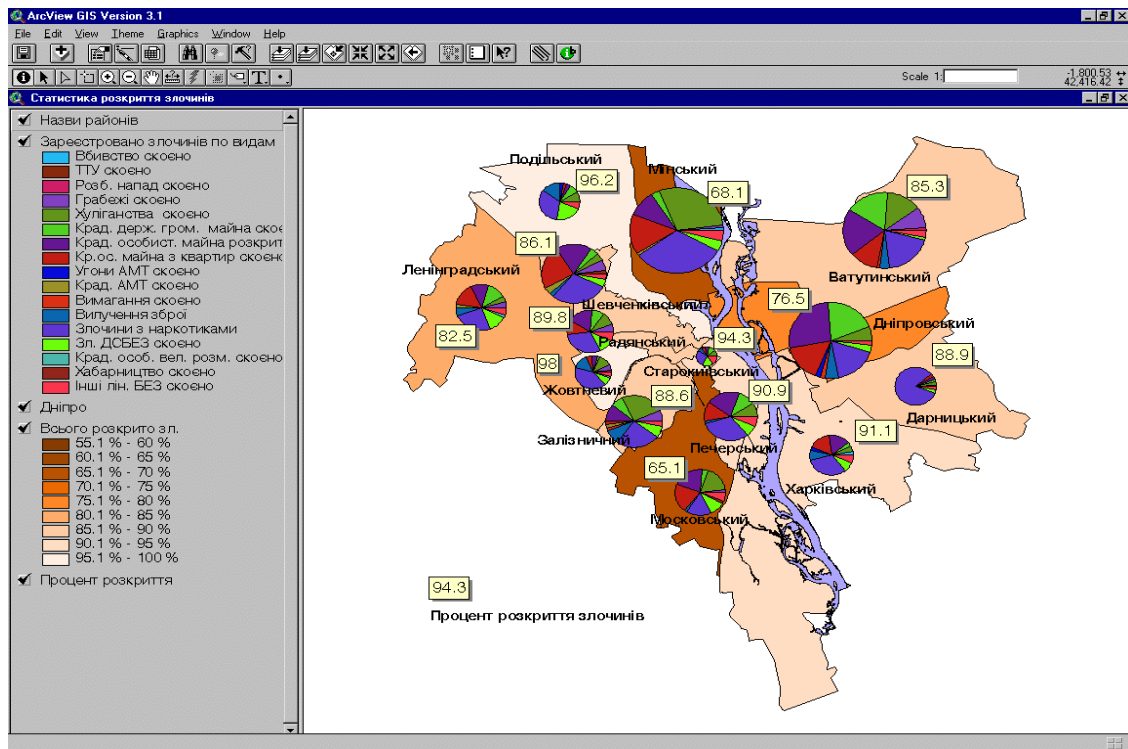 ArcView GIS Version 3.1
File Edit View Theme Graphics Window Help
Scale 1:
-1,800.53
42,416.42
Статистика розкриття злочинів
Назви районів
Зареєстровано злочинів по видам
Вбивство скоєно
ТТУ скоєно
Розб. напад скоєно
Грабежі скоєно
Хуліганства скоєно
Крад. держ. гром. майна скоє
Крад. особист. майна розкрит
Кр.ос. майна з квартир скоєнс
Угони АМТ скоєно
Крад. АМТ скоєно
Вимагання скоєно
Вилучення зброї
Злочини з наркотиками
Зл. ДСБЕЗ скоєно
Крад. особ. вел. розм. скоєно
Хабарництво скоєно
Інші лін. БЕЗ скоєно
Дніпро
Всього розкрито зл.
55.1 % - 60 %
60.1 % - 65 %
65.1 % - 70 %
70.1 % - 75 %
75.1 % - 80 %
80.1 % - 85 %
85.1 % - 90 %
90.1 % - 95 %
95.1 % - 100 %
Процент розкриття
Подільський
96.2
Мінський
68.1
85.3
Ватутинський
86.1
Ленінградський
82.5
Шевченківський
76.5
Дніпровський
89.8
Радянський
94.3
Старокиївський
98
Жовтневий
88.9
Дарницький
88.6
Залізничний
90.9
Печерський
91.1
Харківський
65.1
Московський
94.3
Процент розкриття злочинів